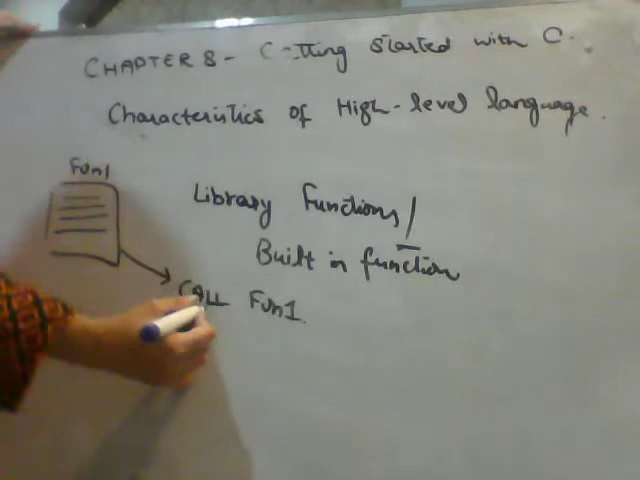 CHAPTER 8 - Getting Started with C.
Characteristics of High-level language.
Fun1
Library Functions/
Built in function
CALL Fun1.